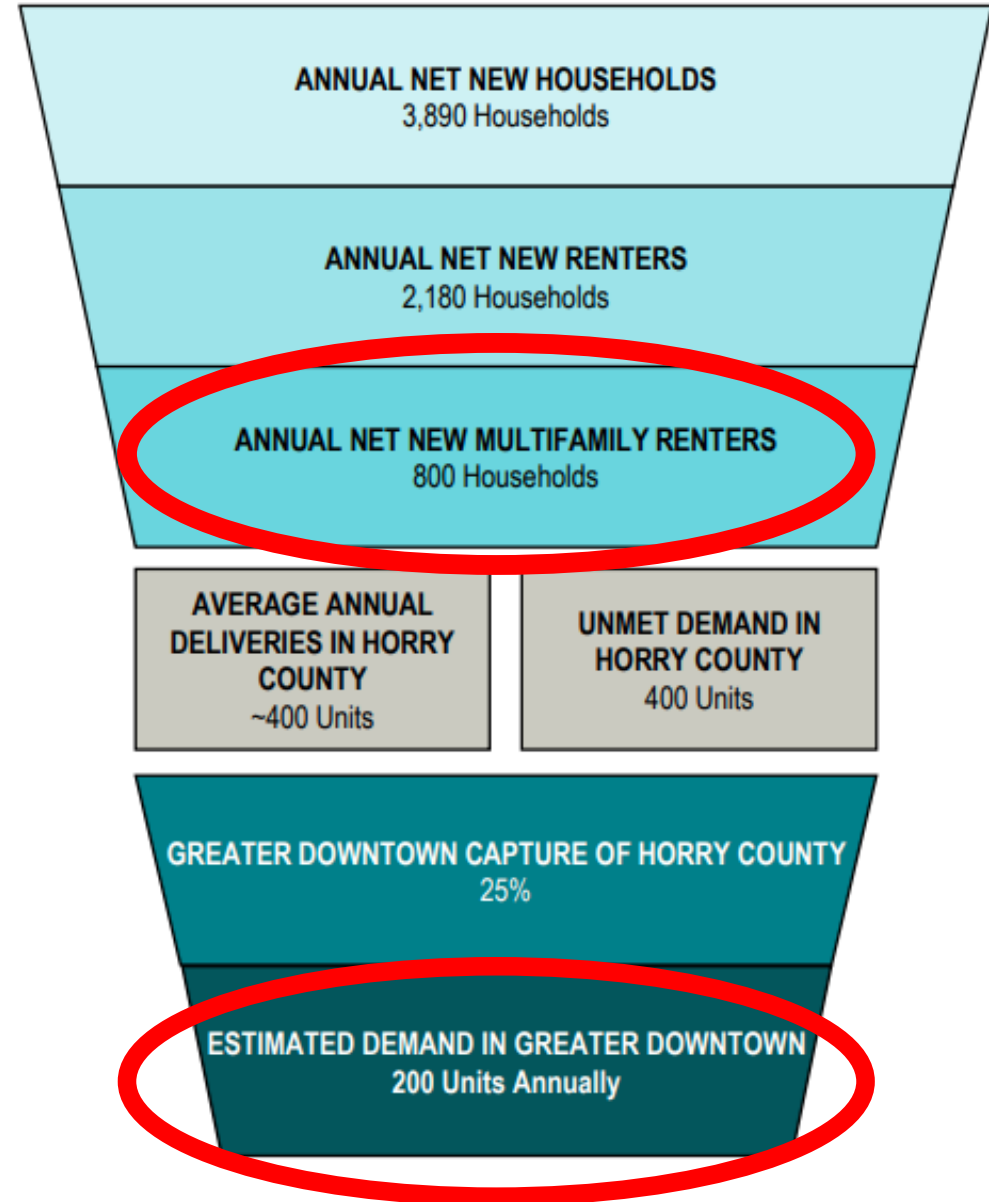 ANNUAL NET NEW HOUSEHOLDS
3,890 Households
ANNUAL NET NEW RENTERS
2,180 Households
ANNUAL NET NEW MULTIFAMILY RENTERS
800 Households
AVERAGE ANNUAL
DELIVERIES IN HORRY
COUNTY
~400 Units
UNMET DEMAND IN
HORRY COUNTY
400 Units
GREATER DOWNTOWN CAPTURE OF HORRY COUNTY
25%
ESTIMATED DEMAND IN GREATER DOWNTOWN
200 Units Annually